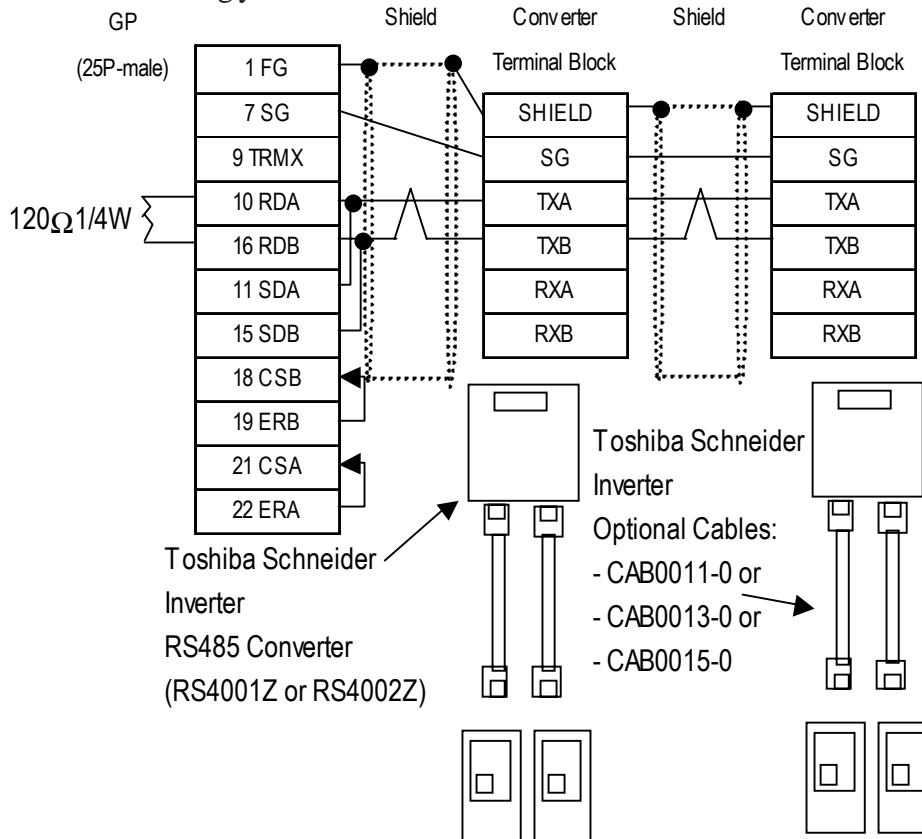 GP
Shield
Converter
Shield
Converter
(25P-male)
Terminal Block
Terminal Block
1 FG
7 SG
9 TRMX
10 RDA
16 RDB
11 SDA
15 SDB
18 CSB
19 ERB
21 CSA
22 ERA
120Ω1/4W
SHIELD
SG
TXA
TXB
RXA
RXB
SHIELD
SG
TXA
TXB
RXA
RXB
Toshiba Schneider
Inverter
RS485 Converter
(RS4001Z or RS4002Z)
Toshiba Schneider
Inverter
Optional Cables:
- CAB0011-0 or
- CAB0013-0 or
- CAB0015-0